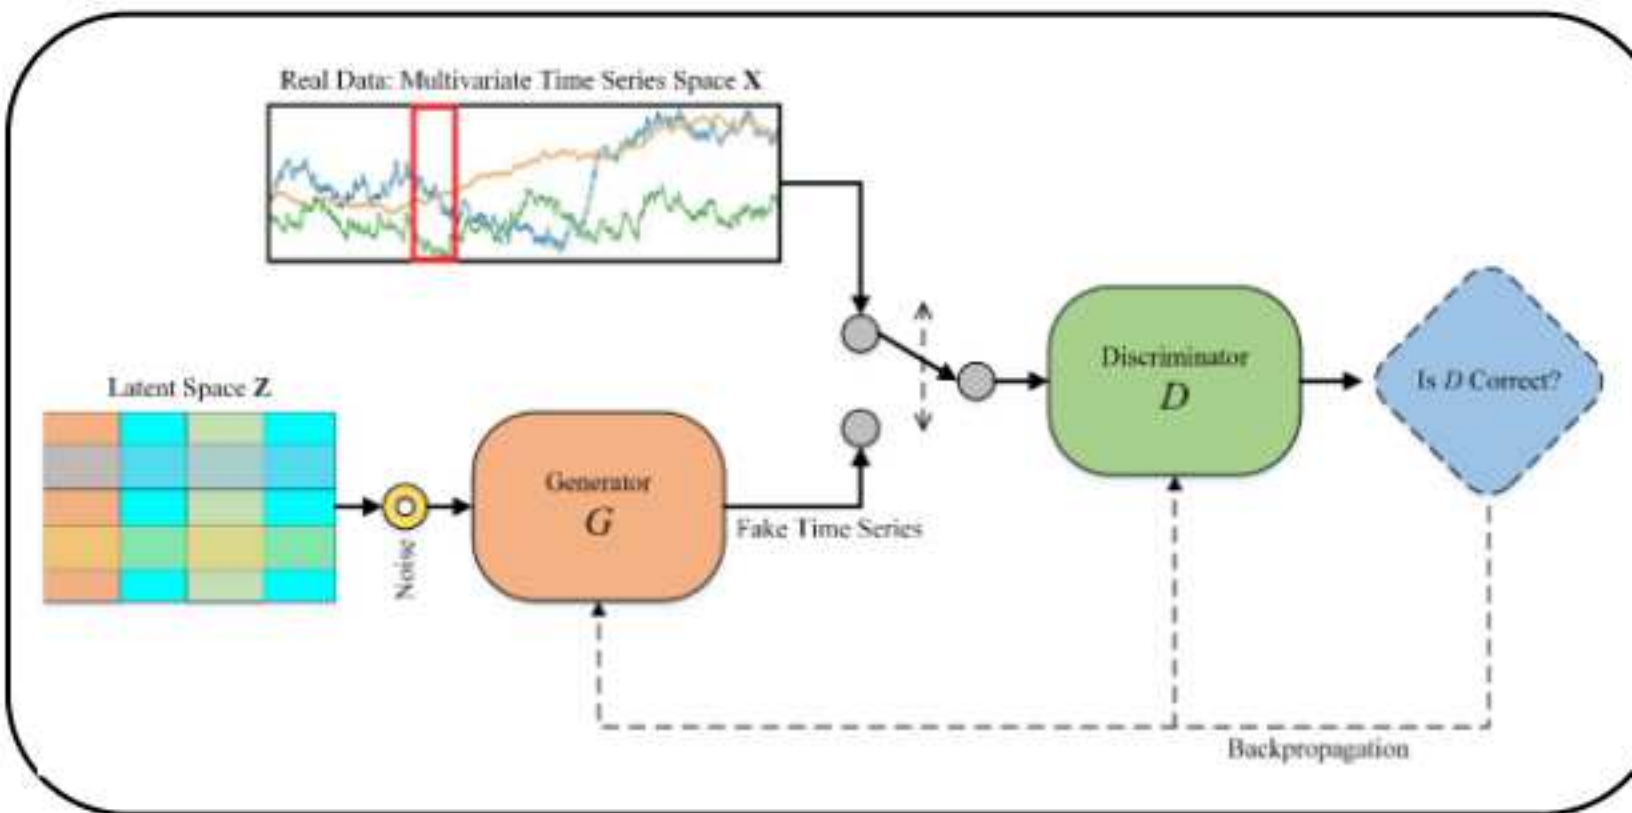 Real Data: Multivariate Time Series Space X
Latent Space Z
Noise
Generator
G
Fake Time Series
Discriminator
D
Is D Correct?
Backpropagation